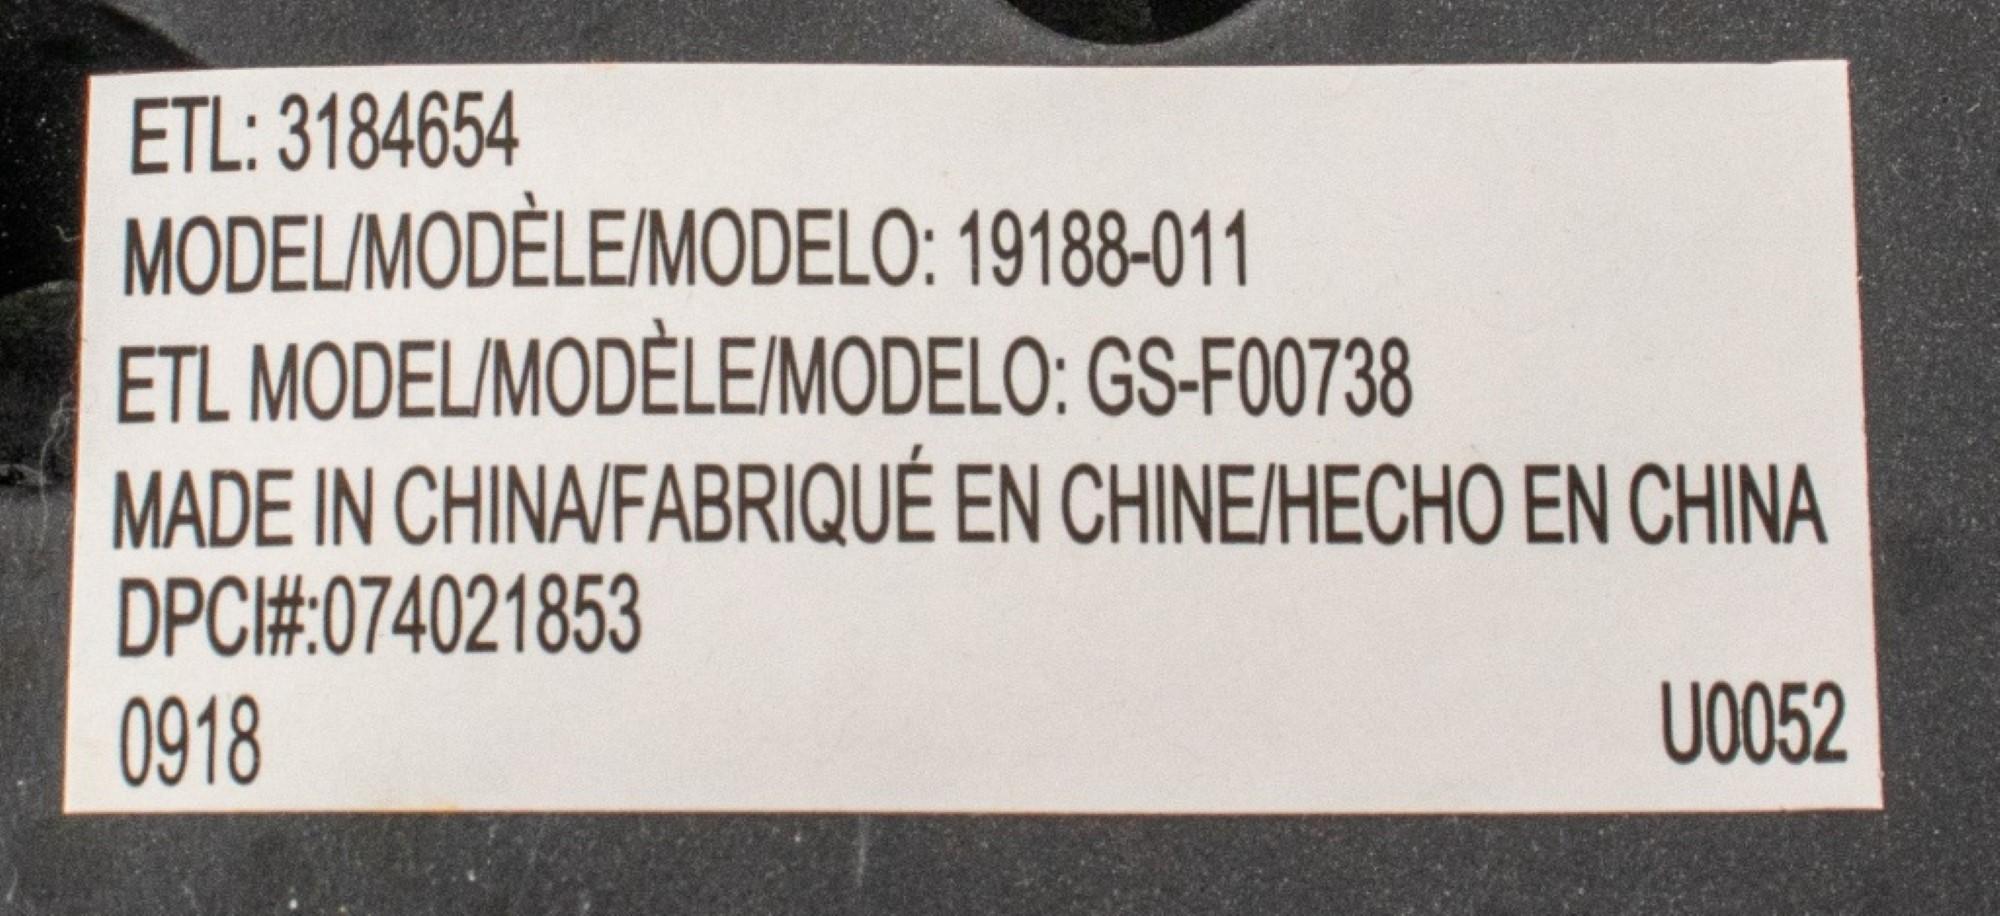 ETL: 3184654
MODEL/MODÈLE/MODELO: 19188-011
ETL MODEL/MODÈLE/MODELO: GS-F00738
MADE IN CHINA/FABRIQUÉ EN CHINE/HECHO EN CHINA
DPCI#:074021853
0918 U0052